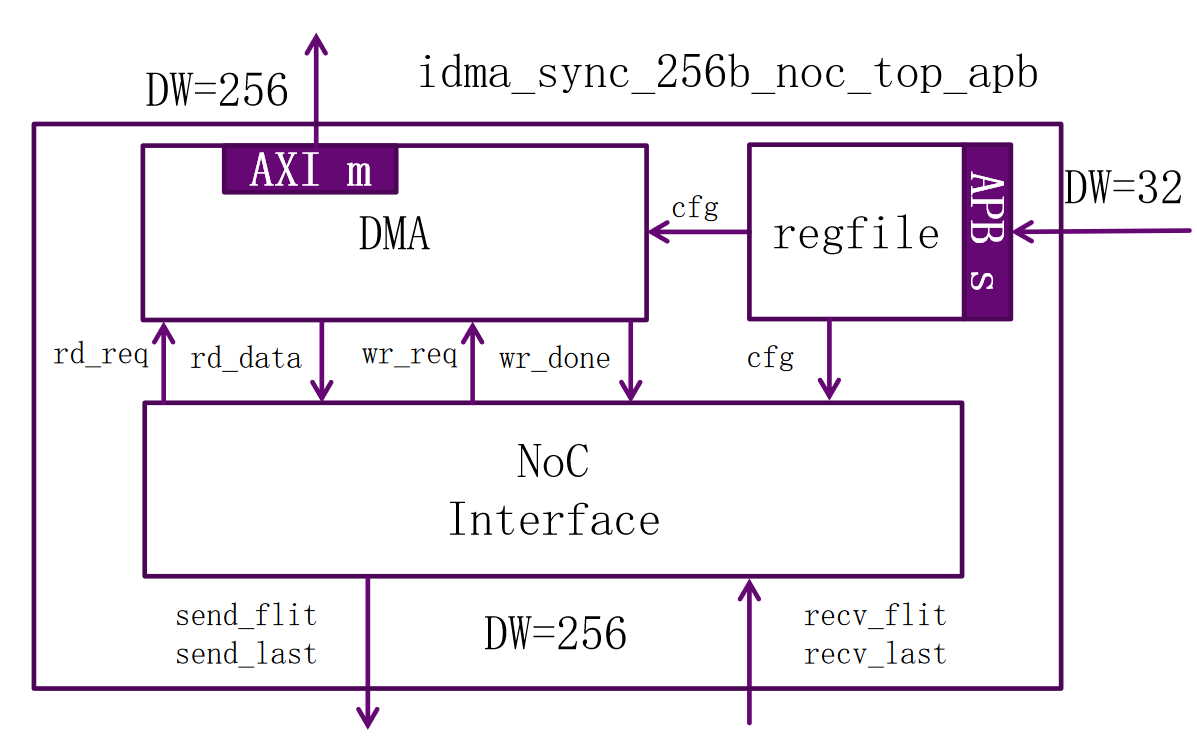 idma_sync_256b_noc_top_apb
DW=256
AXI m
DMA
cfg
regfile
APB s
DW=32
rd_req
rd_data
wr_req
wr_done
cfg
NoC
Interface
send_flit
send_last
DW=256
recv_flit
recv_last